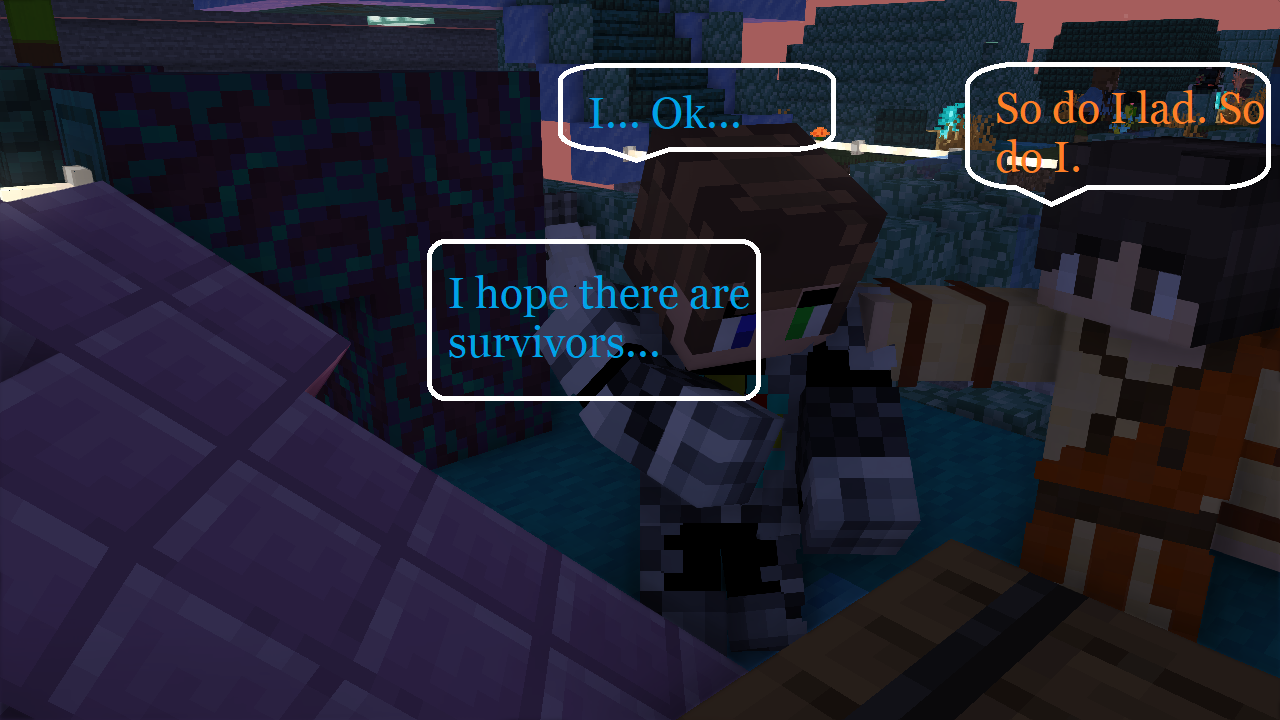 I... Ok...
I hope there are
survivors...
So do I lad. So
do I.